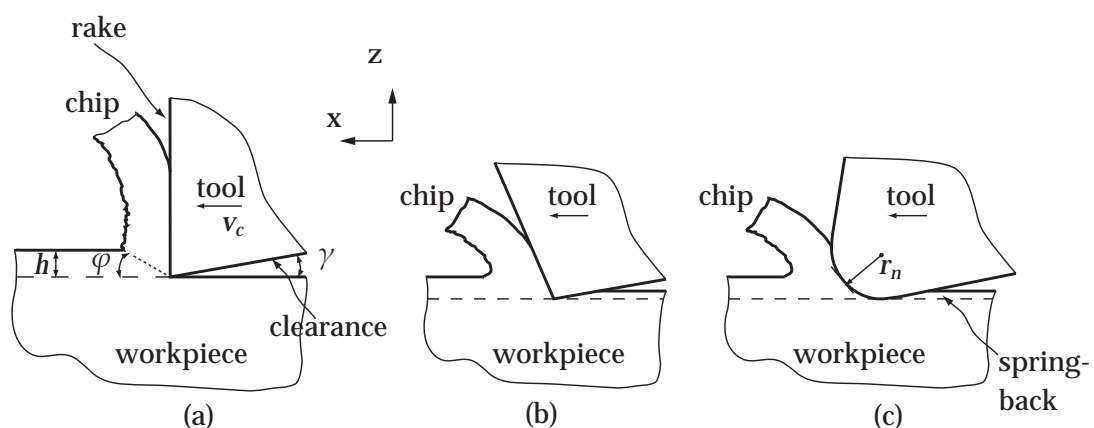 rake
z
chip
x
tool
v_c
h
φ
γ
clearance
workpiece
(a)
chip
tool
workpiece
(b)
chip
tool
r_n
workpiece
spring-
back
(c)